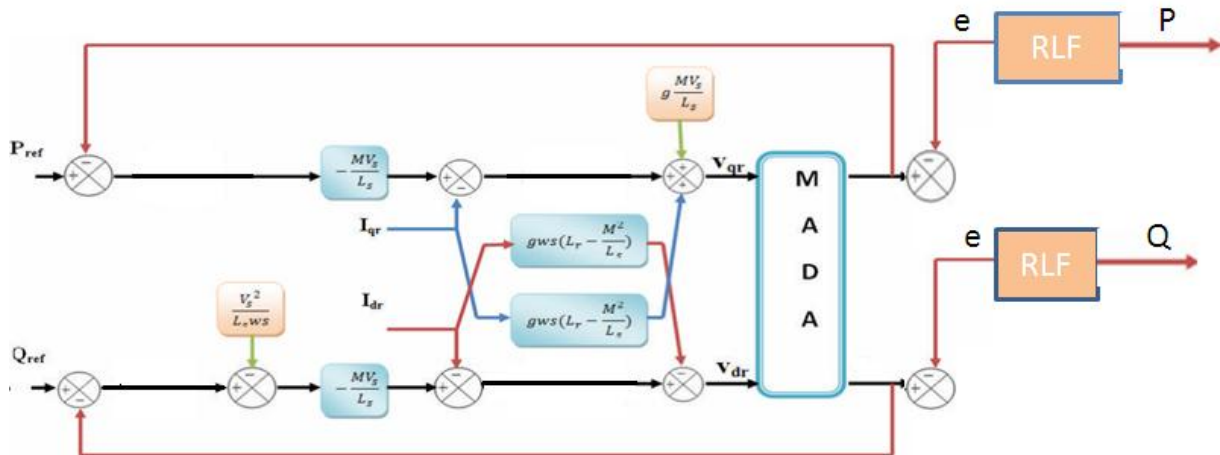 e
P
RLF
g MVs/Ls
Pref
+ −
− MVs/Ls
+ −
+ + +
vqr
−
+
M
A
D
A
Iqr
gws(Lr − M²/Ls)
e
Q
RLF
Idr
gws(Lr − M²/Ls)
Vs²/Lsws
Qref
+ −
+ −
− MVs/Ls
+ −
+ −
vdr
−
+